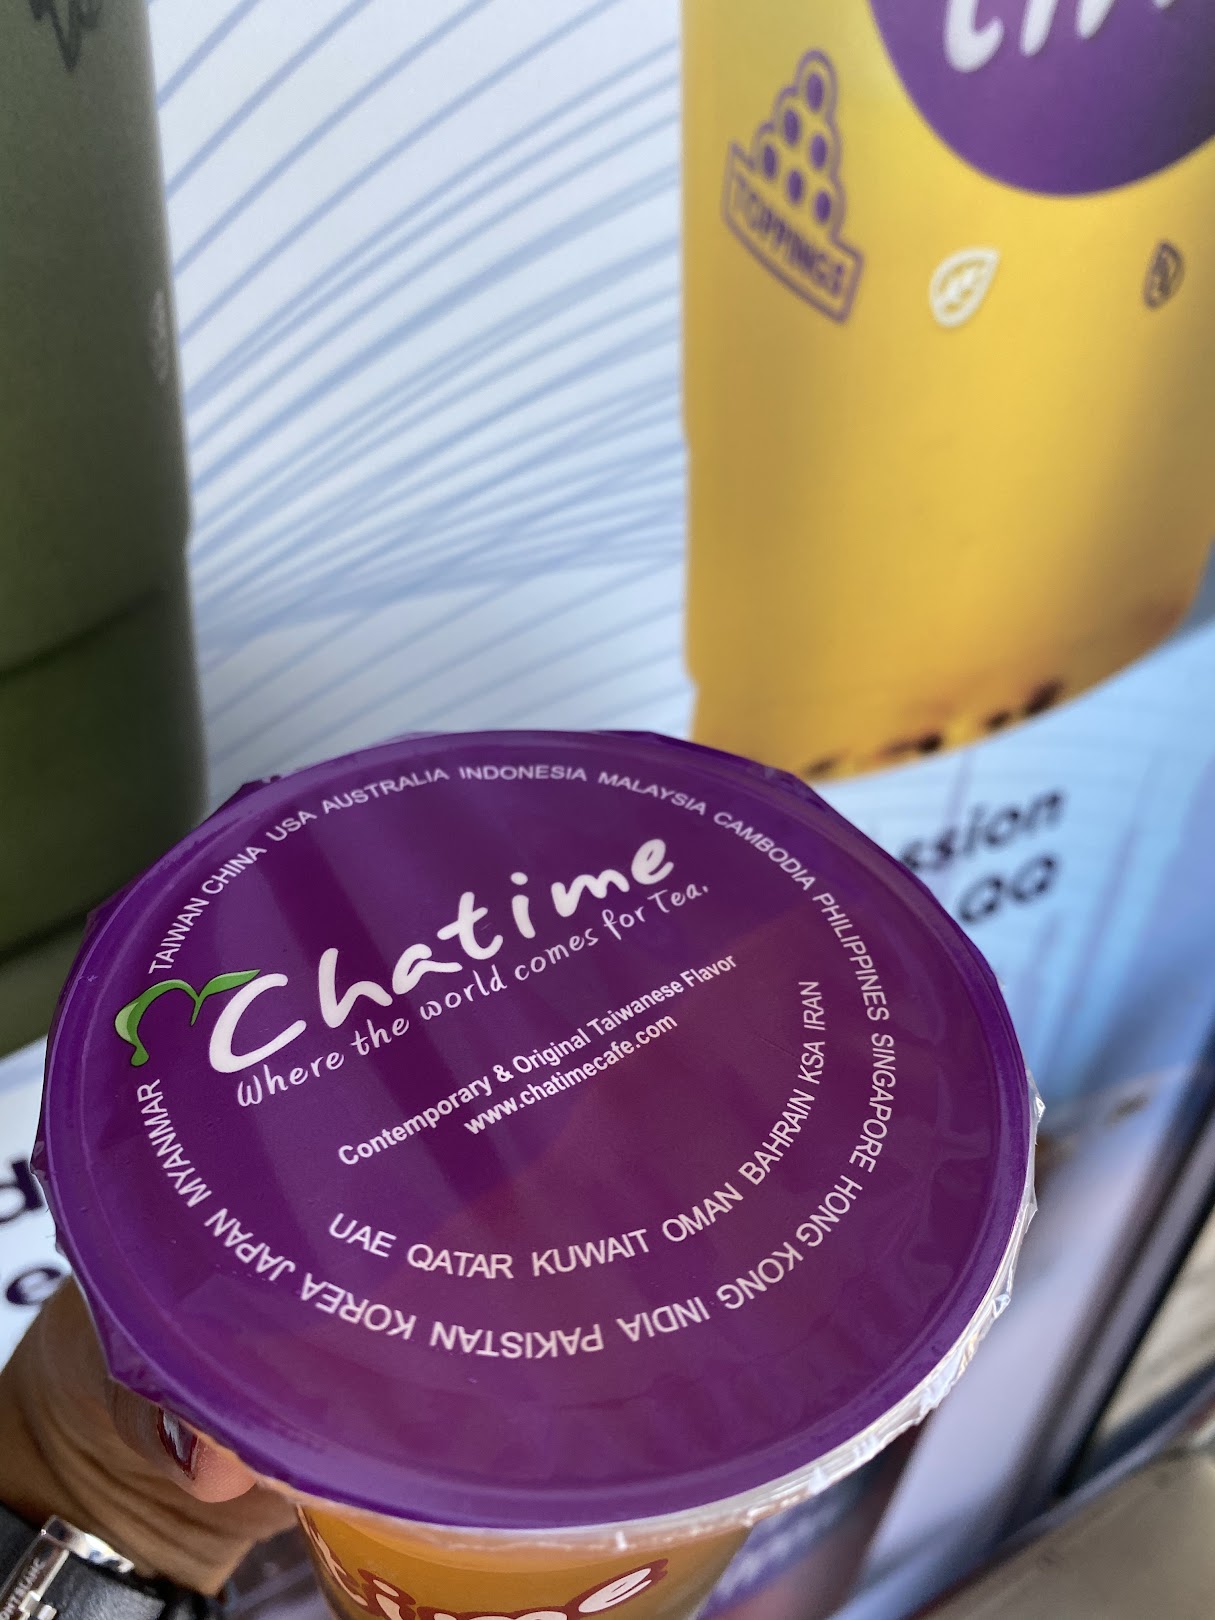 TOPPINGS
ssion
QQ
TAIWAN CHINA USA AUSTRALIA INDONESIA MALAYSIA CAMBODIA PHILIPPINES SINGAPORE HONG KONG INDIA PAKISTAN KOREA JAPAN MYANMAR
Chatime
Where the world comes for Tea.
Contemporary & Original Taiwanese Flavor
www.chatimecafe.com
UAE QATAR KUWAIT OMAN BAHRAIN KSA IRAN